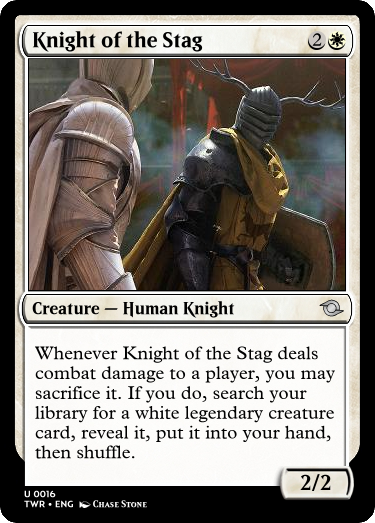 Knight of the Stag 2
Creature — Human Knight
Whenever Knight of the Stag deals
combat damage to a player, you may
sacrifice it. If you do, search your
library for a white legendary creature
card, reveal it, put it into your hand,
then shuffle.
2/2
U 0016
TWR • ENG Chase Stone